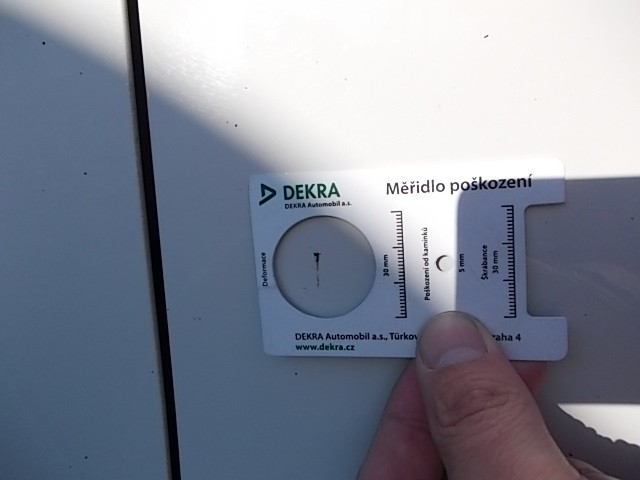 DEKRA
DEKRA Automobil a.s.
Měřidlo poškození
Deformace
30 mm
Poškození od kamínků
5 mm
Škrábance
30 mm
DEKRA Automobil a.s., Türkov raha 4
www.dekra.cz